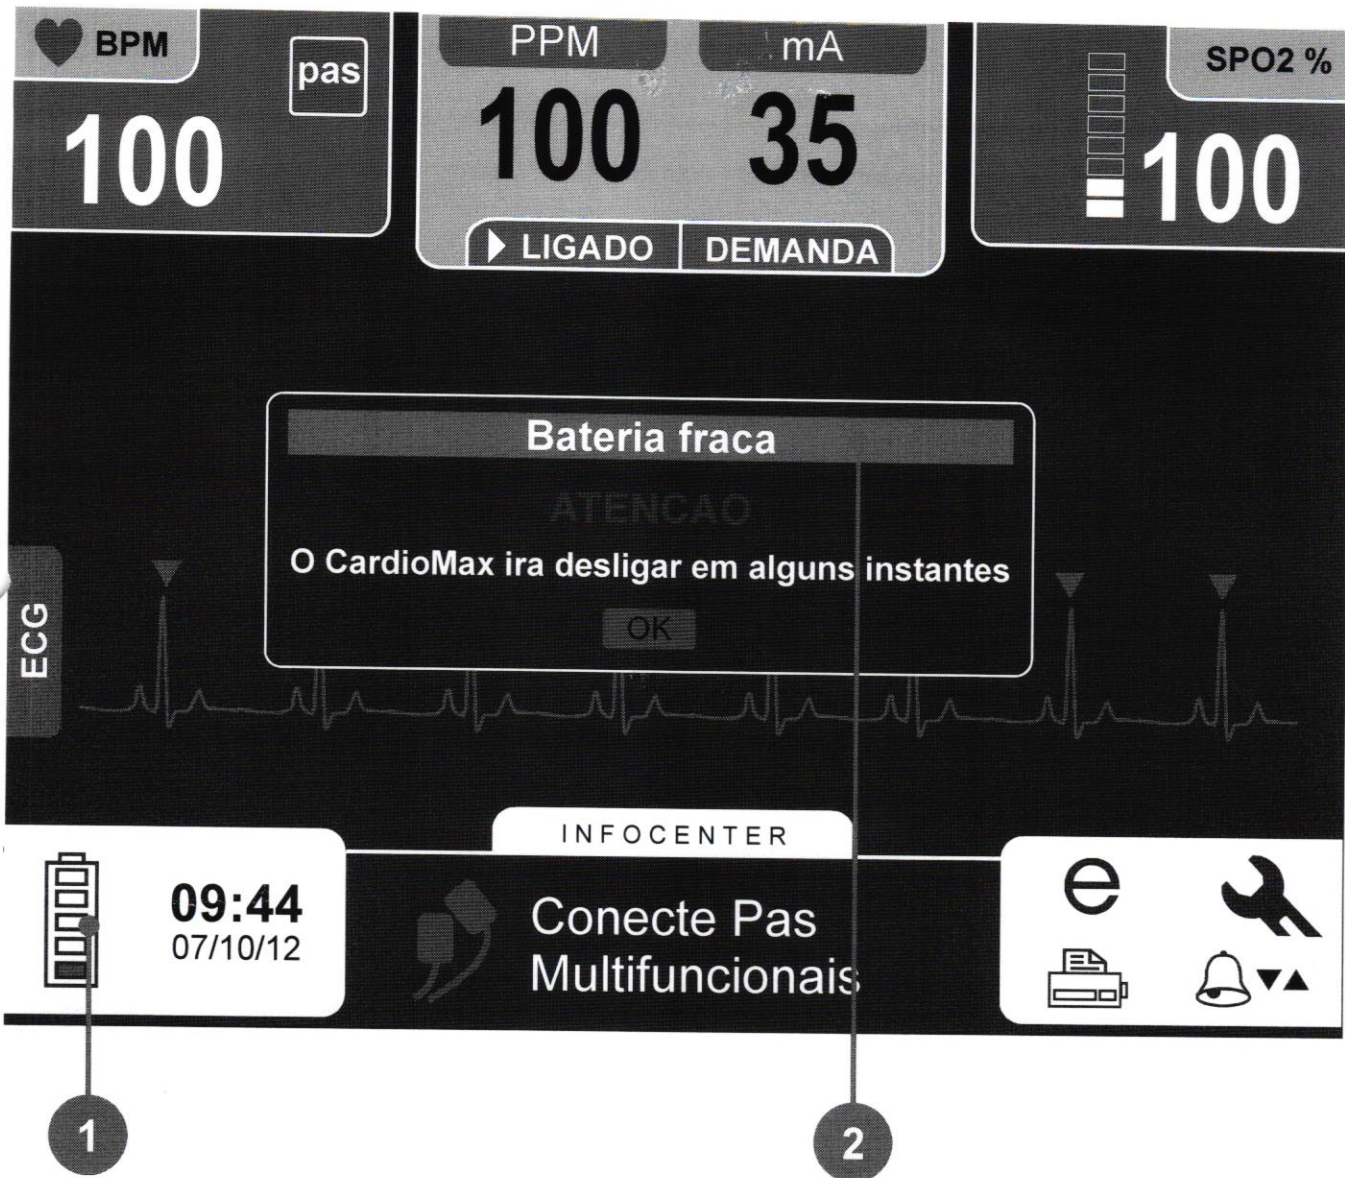 BPM
pas
100
PPM
mA
100
35
LIGADO
DEMANDA
SPO2 %
100
Bateria fraca
ATENCAO
O CardioMax ira desligar em alguns instantes
OK
ECG
INFOCENTER
09:44
07/10/12
Conecte Pas
Multifuncionais
e
1
2